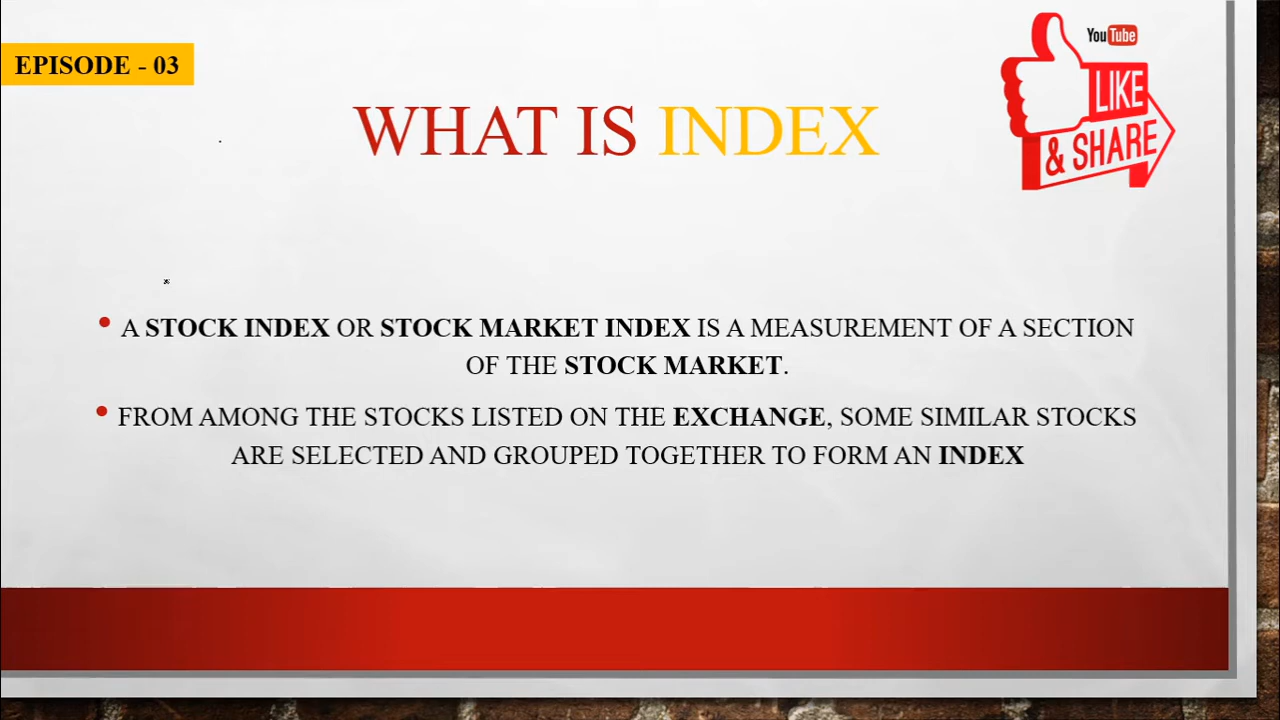 EPISODE - 03
YouTube
LIKE
& SHARE
WHAT IS INDEX
• A STOCK INDEX OR STOCK MARKET INDEX IS A MEASUREMENT OF A SECTION
OF THE STOCK MARKET.
• FROM AMONG THE STOCKS LISTED ON THE EXCHANGE, SOME SIMILAR STOCKS
ARE SELECTED AND GROUPED TOGETHER TO FORM AN INDEX